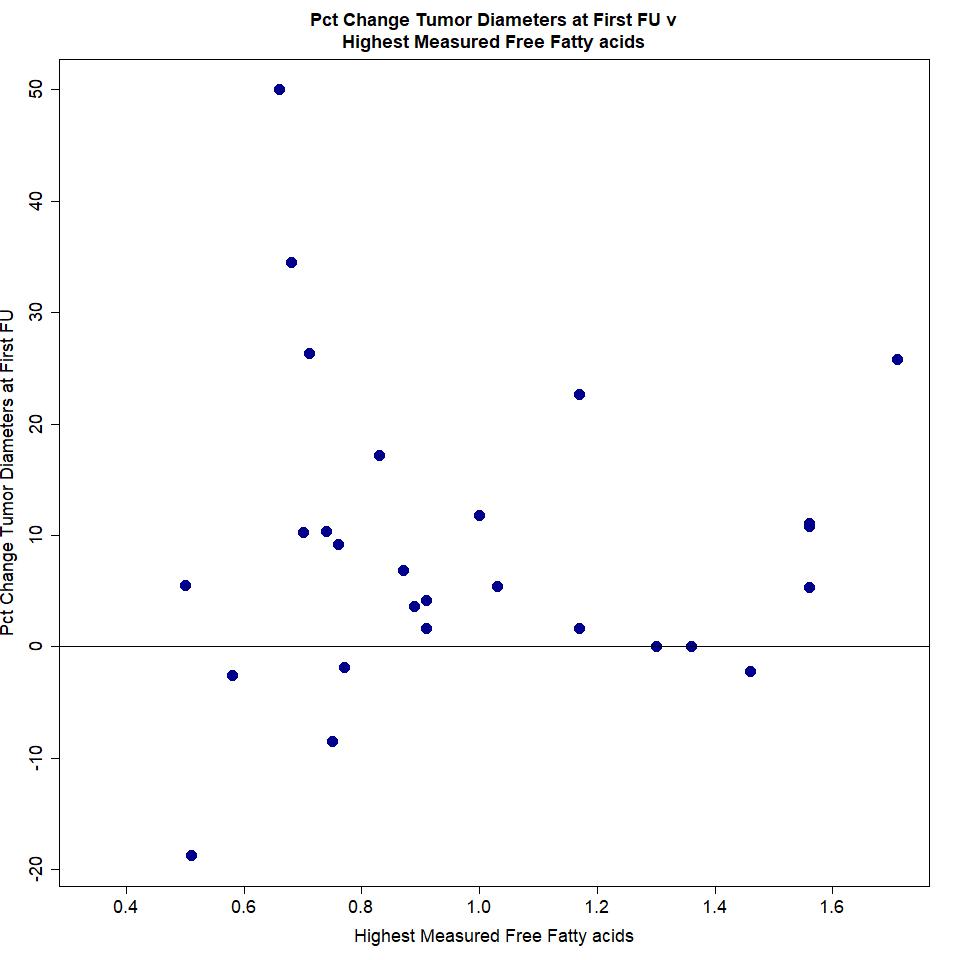 Pct Change Tumor Diameters at First FU v
Highest Measured Free Fatty acids
Pct Change Tumor Diameters at First FU
50
40
30
20
10
0
-10
-20
0.4 0.6 0.8 1.0 1.2 1.4 1.6
Highest Measured Free Fatty acids